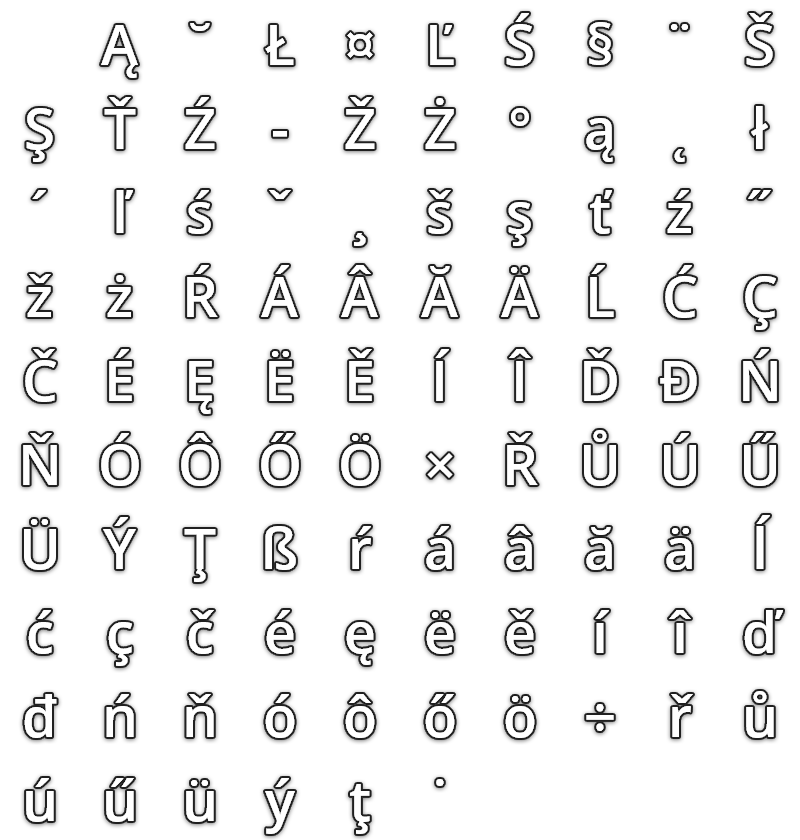 Ą ˘ Ł ¤ Ľ Ś § ¨ Š
Ş Ť Ź - Ž Ż ° ą ˛ ł
´ ľ ś ˇ ¸ š ş ť ź ˝
ž ż Ŕ Á Â Ă Ä Ĺ Ć Ç
Č É Ę Ë Ě Í Î Ď Đ Ń
Ň Ó Ô Ő Ö × Ř Ů Ú Ű
Ü Ý Ţ ß ŕ á â ă ä ĺ
ć ç č é ę ë ě í î ď
đ ń ň ó ô ő ö ÷ ř ů
ú ű ü ý ţ ˙